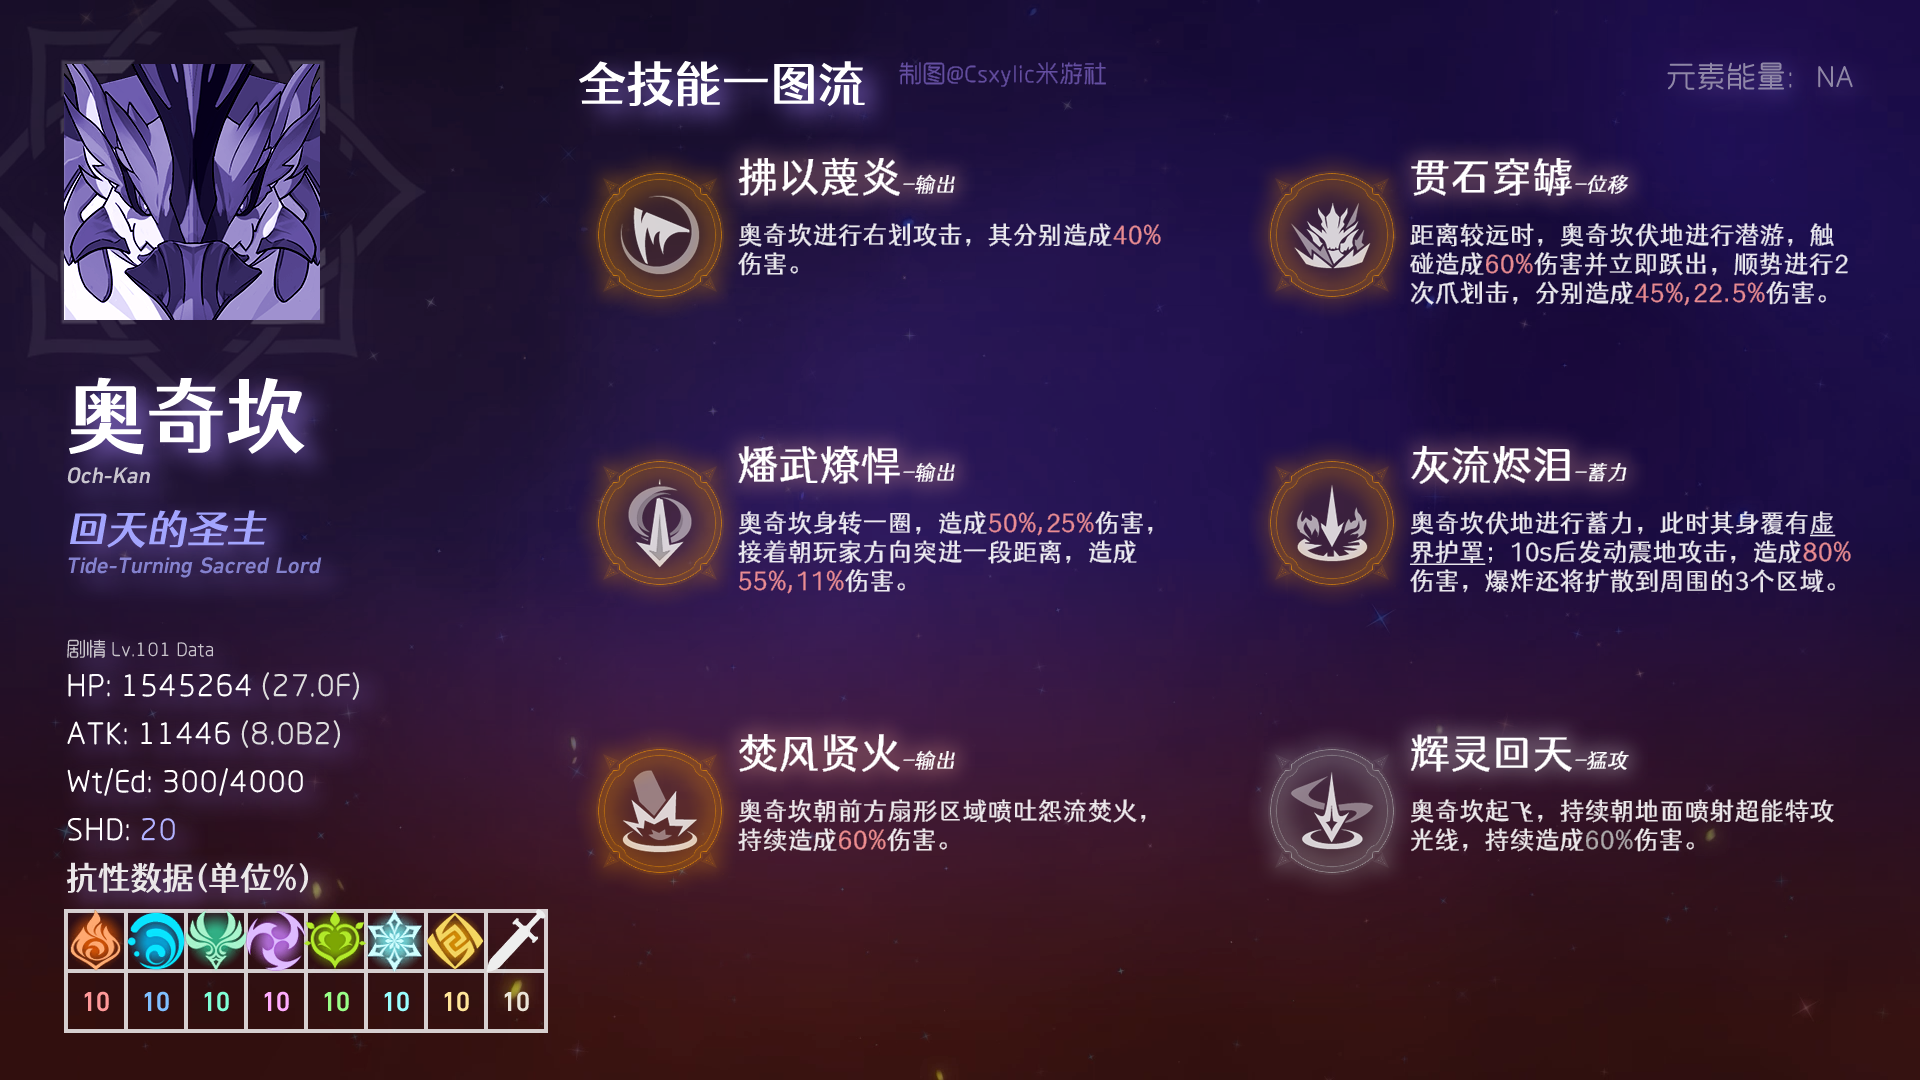 全技能一图流
制图@Csxylic米游社
元素能量: NA
奥奇坎
Och-Kan
回天的圣主
Tide-Turning Sacred Lord
剧情 Lv.101 Data
HP: 1545264 (27.0F)
ATK: 11446 (8.0B2)
Wt/Ed: 300/4000
SHD: 20
抗性数据(单位%)
10 10 10 10 10 10 10 10
拂以蔑炎-输出
奥奇坎进行右划攻击，其分别造成40%
伤害。
贯石穿罅-位移
距离较远时，奥奇坎伏地进行潜游，触
碰造成60%伤害并立即跃出，顺势进行2
次爪划击，分别造成45%,22.5%伤害。
燔武燎悍-输出
奥奇坎身转一圈，造成50%,25%伤害，
接着朝玩家方向突进一段距离，造成
55%,11%伤害。
灰流烬泪-蓄力
奥奇坎伏地进行蓄力，此时其身覆有虚
界护罩；10s后发动震地攻击，造成80%
伤害，爆炸还将扩散到周围的3个区域。
焚风贤火-输出
奥奇坎朝前方扇形区域喷吐怨流焚火，
持续造成60%伤害。
辉灵回天-猛攻
奥奇坎起飞，持续朝地面喷射超能特攻
光线，持续造成60%伤害。